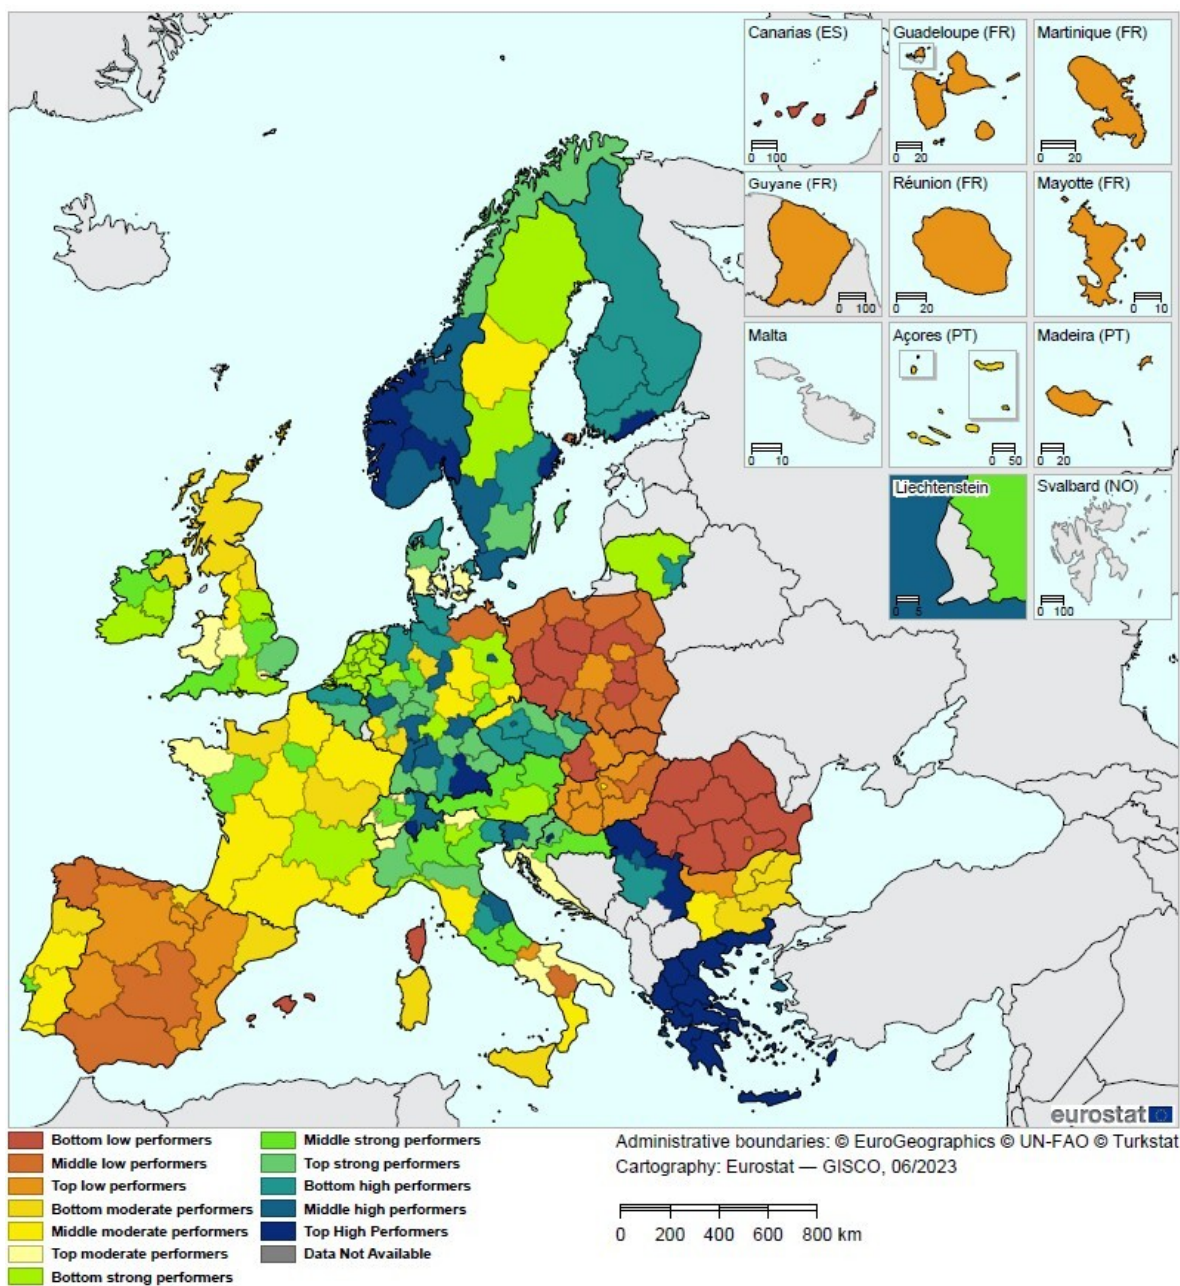 Canarias (ES)
0 100
Guadeloupe (FR)
0 20
Martinique (FR)
0 20
Guyane (FR)
0 100
Réunion (FR)
0 20
Mayotte (FR)
0 10
Malta
0 10
Açores (PT)
0 50
Madeira (PT)
0 20
Liechtenstein
0 5
Svalbard (NO)
0 100
eurostat
Bottom low performers
Middle low performers
Top low performers
Bottom moderate performers
Middle moderate performers
Top moderate performers
Bottom strong performers
Middle strong performers
Top strong performers
Bottom high performers
Middle high performers
Top High Performers
Data Not Available
Administrative boundaries: © EuroGeographics © UN-FAO © Turkstat
Cartography: Eurostat — GISCO, 06/2023
0 200 400 600 800 km